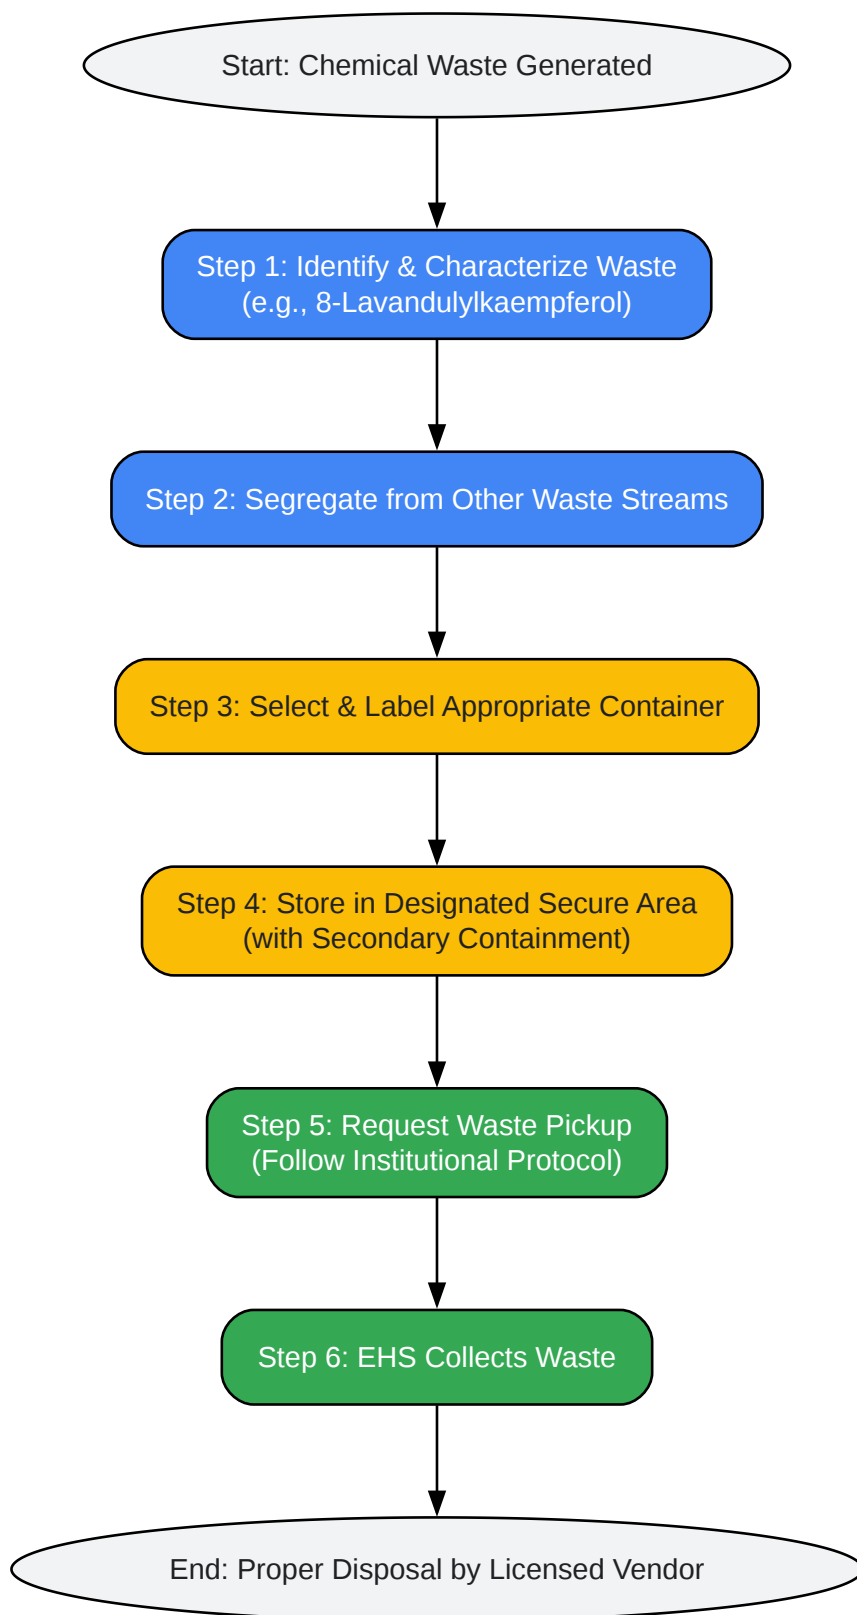 Start: Chemical Waste Generated
Step 1: Identify & Characterize Waste
(e.g., 8-Lavandulylkaempferol)
Step 2: Segregate from Other Waste Streams
Step 3: Select & Label Appropriate Container
Step 4: Store in Designated Secure Area
(with Secondary Containment)
Step 5: Request Waste Pickup
(Follow Institutional Protocol)
Step 6: EHS Collects Waste
End: Proper Disposal by Licensed Vendor